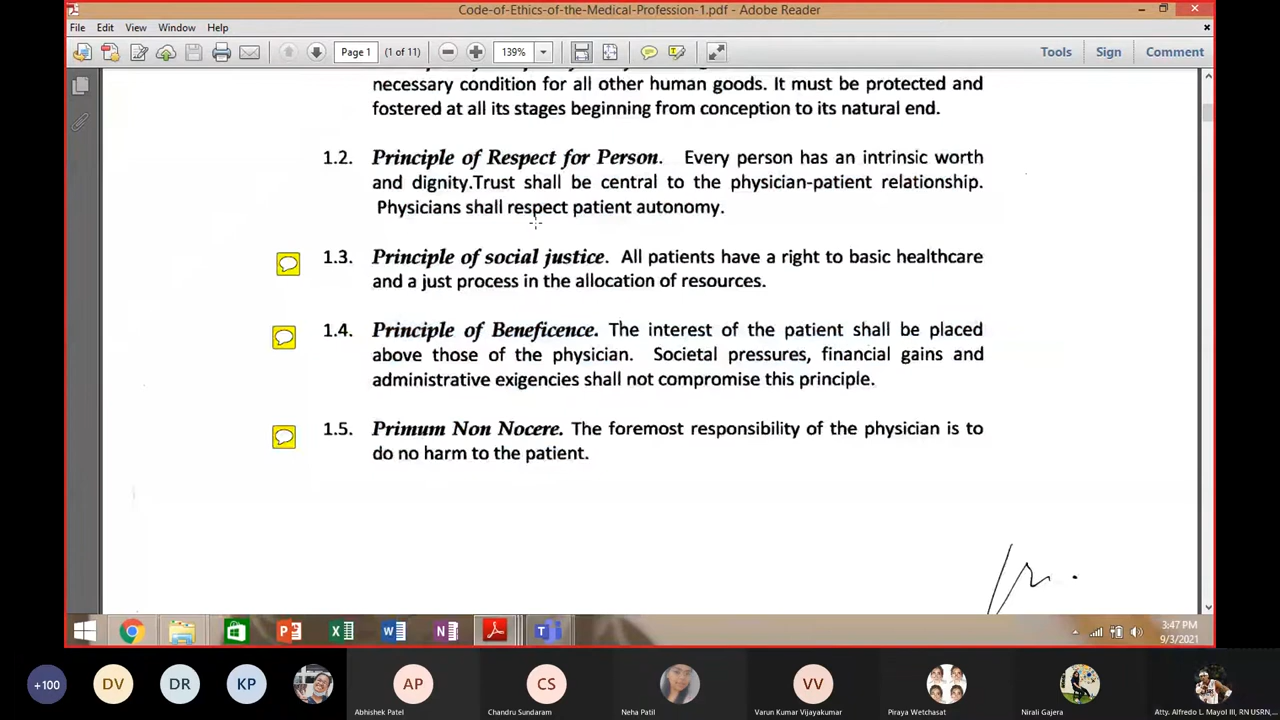 Code-of-Ethics-of-the-Medical-Profession-1.pdf - Adobe Reader
File Edit View Window Help
Page 1 (1 of 11) 139% Tools Sign Comment
necessary condition for all other human goods. It must be protected and
fostered at all its stages beginning from conception to its natural end.
1.2. Principle of Respect for Person. Every person has an intrinsic worth
and dignity.Trust shall be central to the physician-patient relationship.
Physicians shall respect patient autonomy.
1.3. Principle of social justice. All patients have a right to basic healthcare
and a just process in the allocation of resources.
1.4. Principle of Beneficence. The interest of the patient shall be placed
above those of the physician. Societal pressures, financial gains and
administrative exigencies shall not compromise this principle.
1.5. Primum Non Nocere. The foremost responsibility of the physician is to
do no harm to the patient.
3:47 PM
9/3/2021
+100 DV DR KP AP CS VV
Abhishek Patel Chandru Sundaram Neha Patil Varun Kumar Vijayakumar Piraya Wetchasat Nirali Gajera Atty. Alfredo L. Mayol III, RN USRN,...